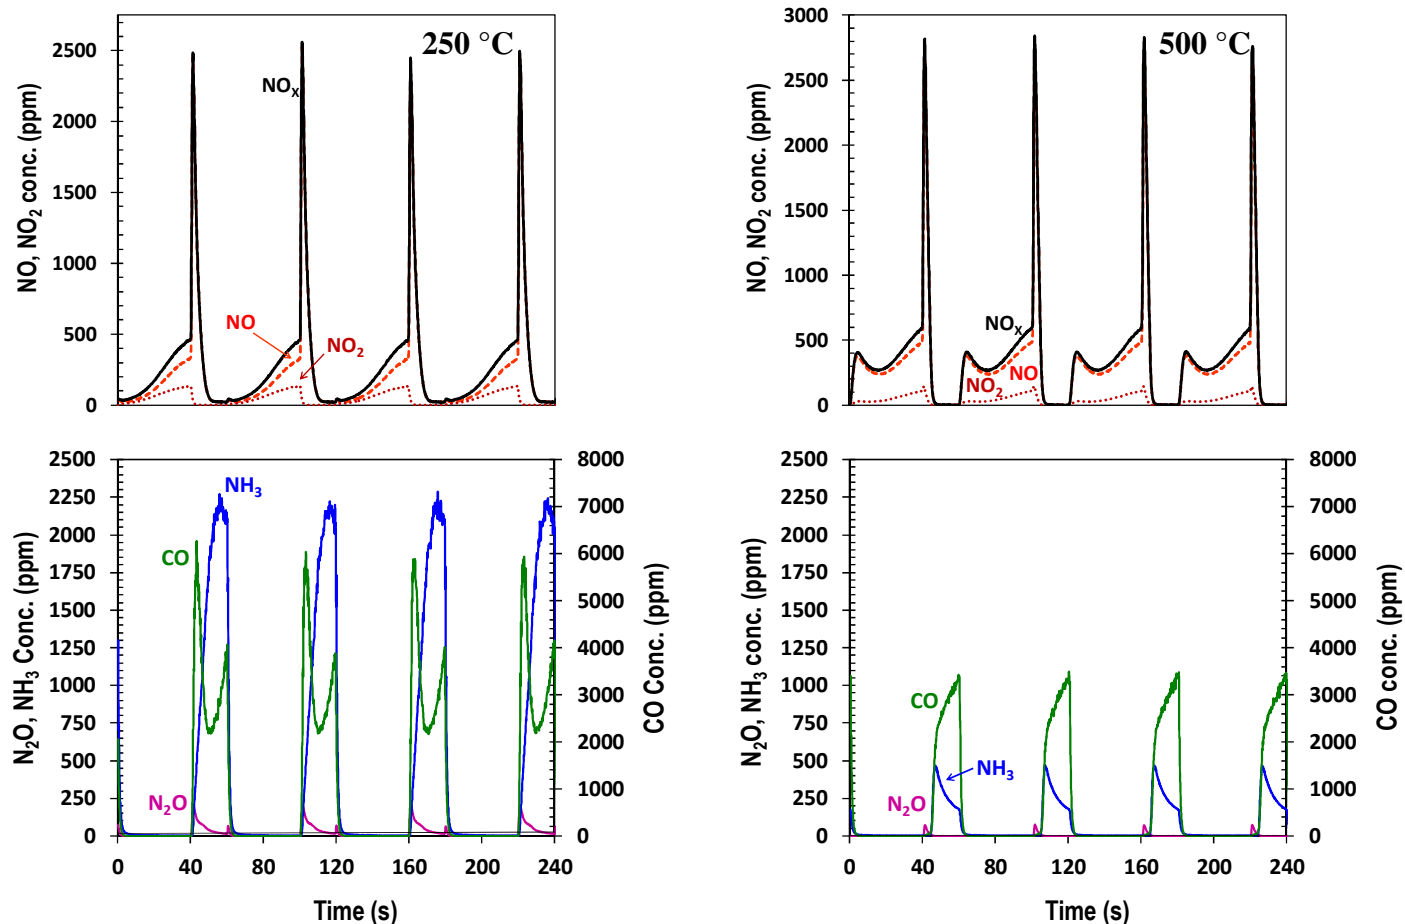 250 °C
NO, NO2 conc. (ppm)
2500
2000
1500
1000
500
0
NOX
NO
NO2
500 °C
NO, NO2 conc. (ppm)
3000
2500
2000
1500
1000
500
0
NOX
NO
NO2
N2O, NH3 Conc. (ppm)
2500
2250
2000
1750
1500
1250
1000
750
500
250
0
NH3
CO
N2O
8000
7000
6000
5000
4000
3000
2000
1000
0
CO Conc. (ppm)
0 40 80 120 160 200 240
Time (s)
N2O, NH3 conc. (ppm)
2500
2250
2000
1750
1500
1250
1000
750
500
250
0
CO
NH3
N2O
8000
7000
6000
5000
4000
3000
2000
1000
0
CO conc. (ppm)
0 40 80 120 160 200 240
Time (s)